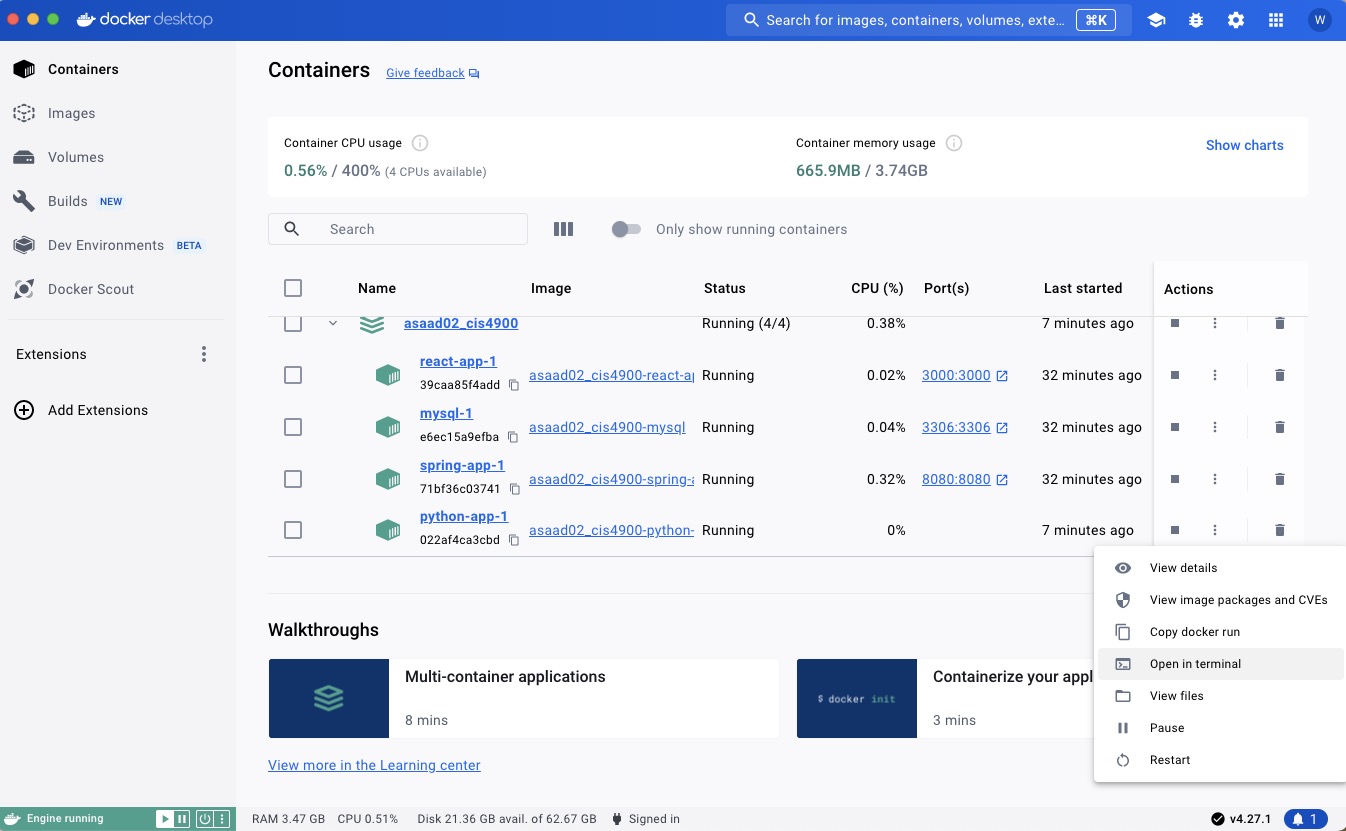 docker desktop
Search for images, containers, volumes, exte...
⌘K
W
Containers
Images
Volumes
Builds NEW
Dev Environments BETA
Docker Scout
Extensions
Add Extensions
Containers Give feedback
Container CPU usage
0.56% / 400% (4 CPUs available)
Container memory usage
665.9MB / 3.74GB
Show charts
Search
Only show running containers
Name Image Status CPU (%) Port(s) Last started Actions
asaad02_cis4900 Running (4/4) 0.38% 7 minutes ago
react-app-1
39caa85f4add
asaad02_cis4900-react-ap Running 0.02% 3000:3000 32 minutes ago
mysql-1
e6ec15a9efba
asaad02_cis4900-mysql Running 0.04% 3306:3306 32 minutes ago
spring-app-1
71bf36c03741
asaad02_cis4900-spring-a Running 0.32% 8080:8080 32 minutes ago
python-app-1
022af4ca3cbd
asaad02_cis4900-python- Running 0% 7 minutes ago
View details
View image packages and CVEs
Copy docker run
Open in terminal
View files
Pause
Restart
Walkthroughs
Multi-container applications
8 mins
$ docker init
Containerize your appl
3 mins
View more in the Learning center
Engine running
RAM 3.47 GB CPU 0.51% Disk 21.36 GB avail. of 62.67 GB Signed in
v4.27.1
1